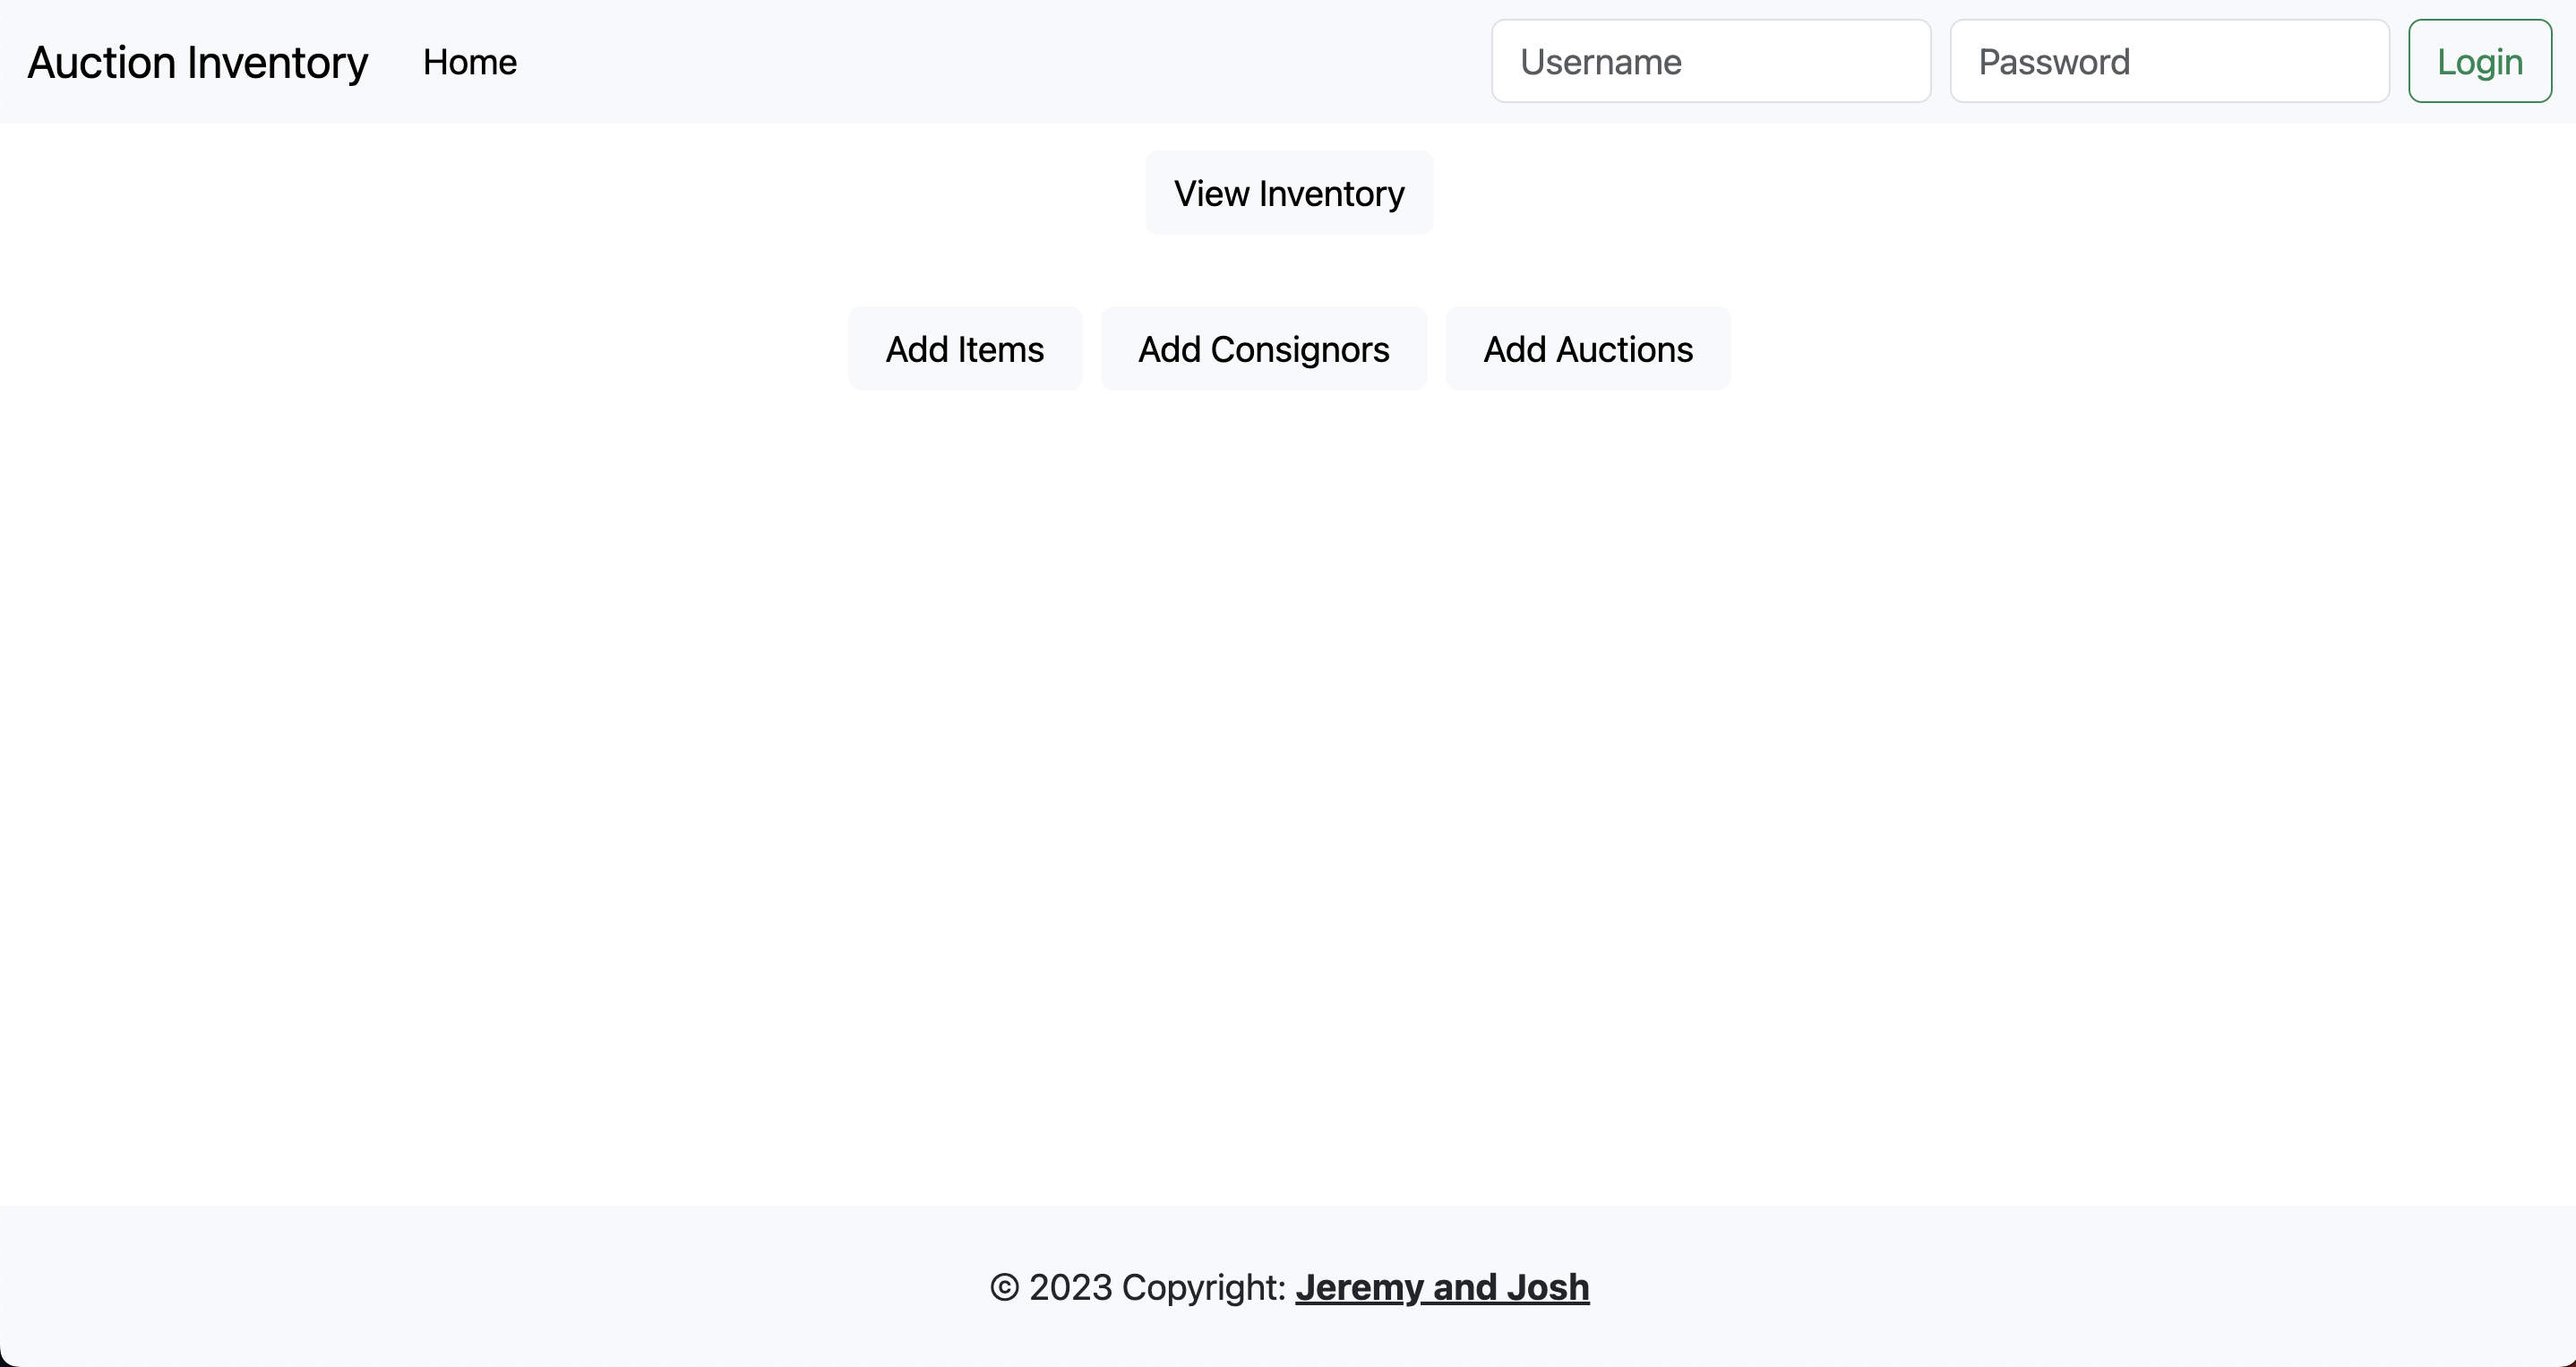 Auction Inventory Home Username Password Login
View Inventory
Add Items Add Consignors Add Auctions
© 2023 Copyright: Jeremy and Josh